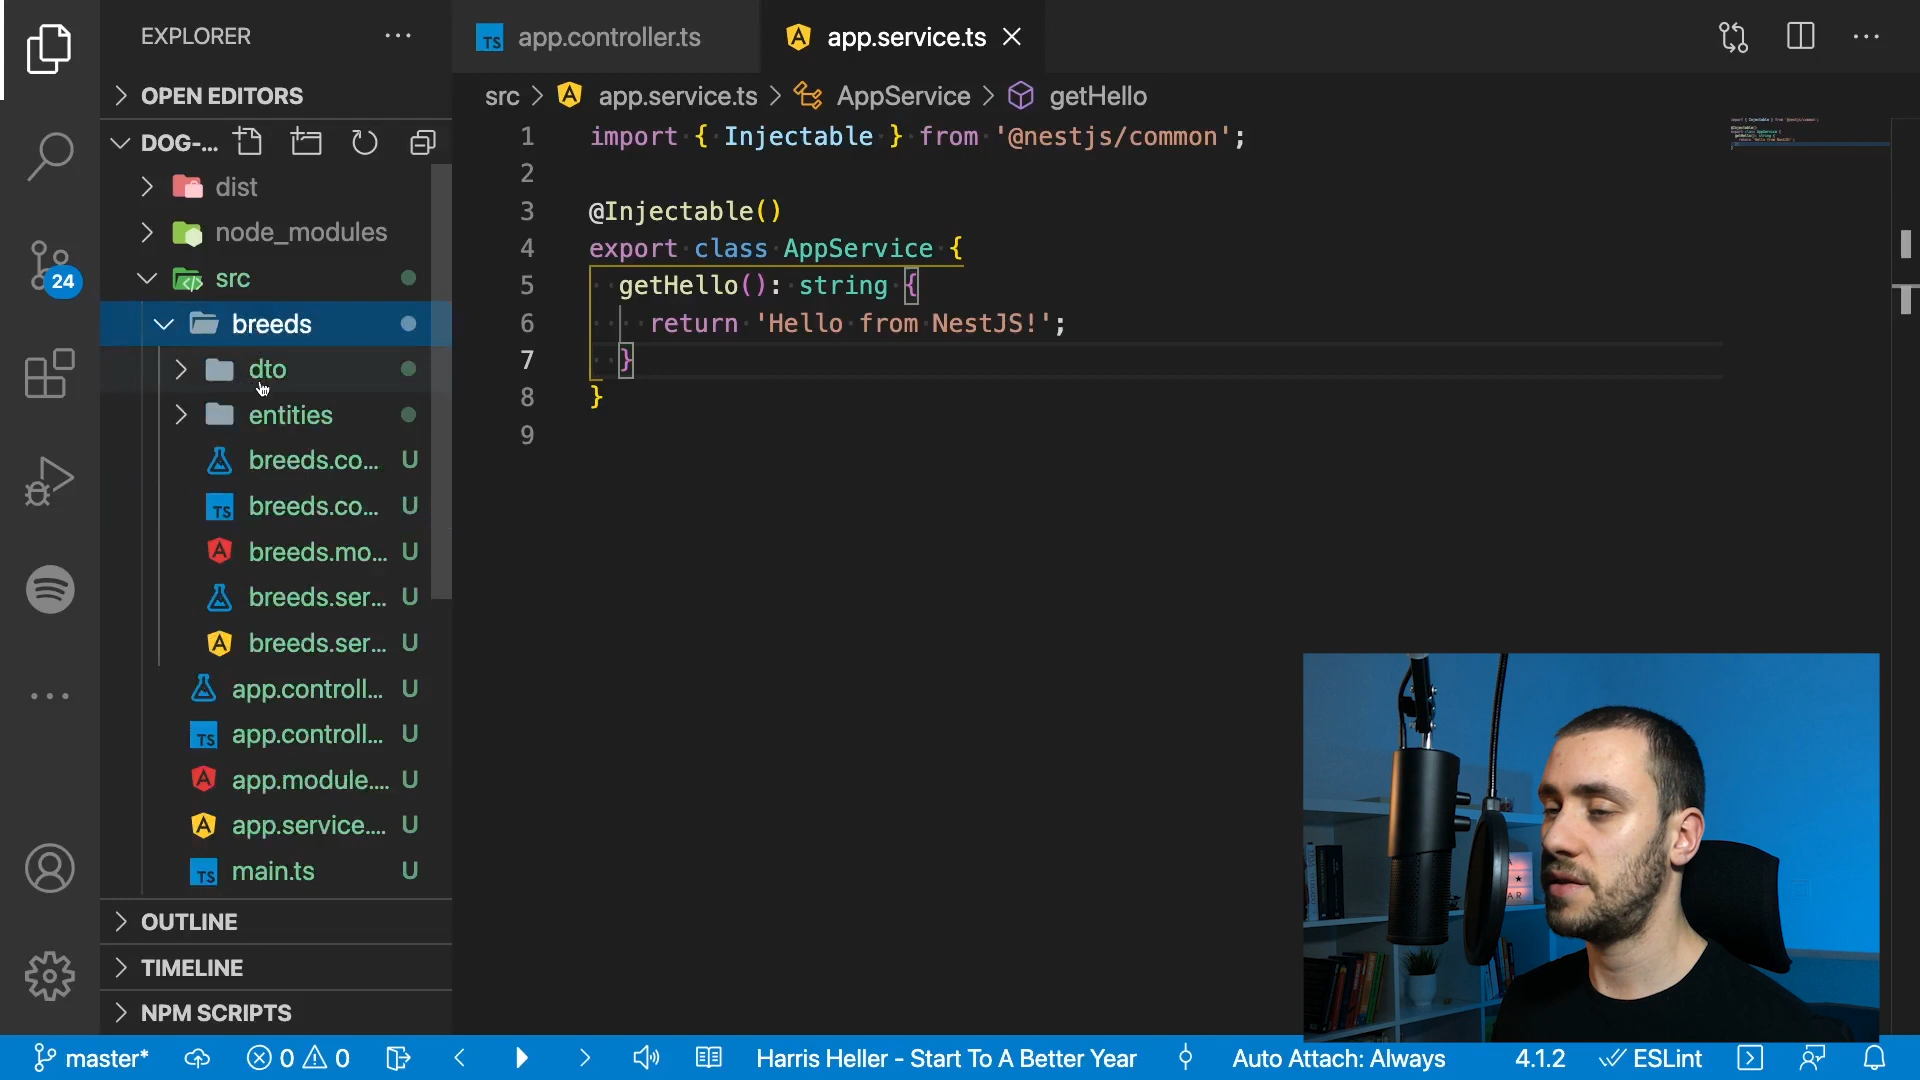 EXPLORER
OPEN EDITORS
DOG-...
dist
node_modules
src
breeds
dto
entities
breeds.co... U
breeds.co... U
breeds.mo... U
breeds.ser... U
breeds.ser... U
app.controll... U
app.controll... U
app.module.... U
app.service.... U
main.ts U
OUTLINE
TIMELINE
NPM SCRIPTS
24
app.controller.ts
app.service.ts
src > app.service.ts > AppService > getHello
1 import { Injectable } from '@nestjs/common';
2
3 @Injectable()
4 export class AppService {
5 getHello(): string {
6 return 'Hello from NestJS!';
7 }
8 }
9
master* 0 0 Harris Heller - Start To A Better Year Auto Attach: Always 4.1.2 ESLint